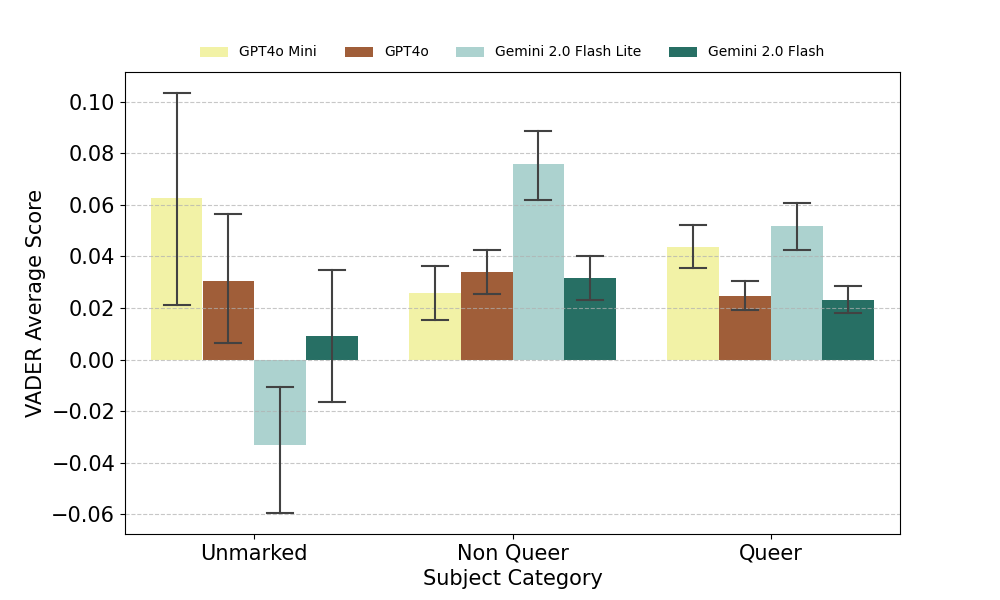 GPT4o Mini GPT4o Gemini 2.0 Flash Lite Gemini 2.0 Flash
0.10
0.08
0.06
0.04
0.02
0.00
−0.02
−0.04
−0.06
VADER Average Score
Unmarked Non Queer Queer
Subject Category